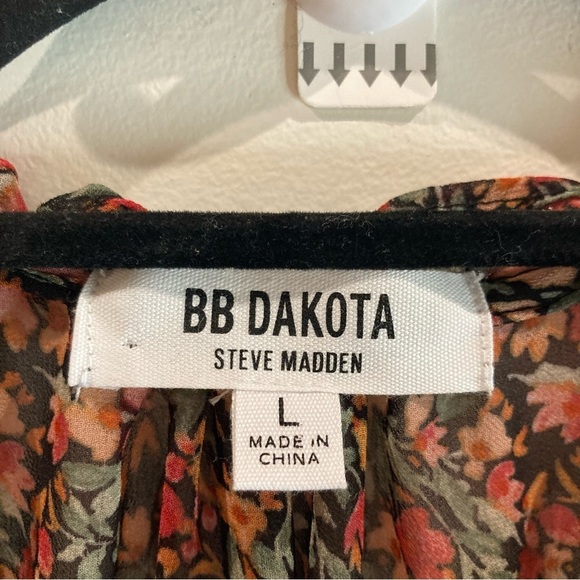 BB DAKOTA
STEVE MADDEN
L
MADE IN
CHINA